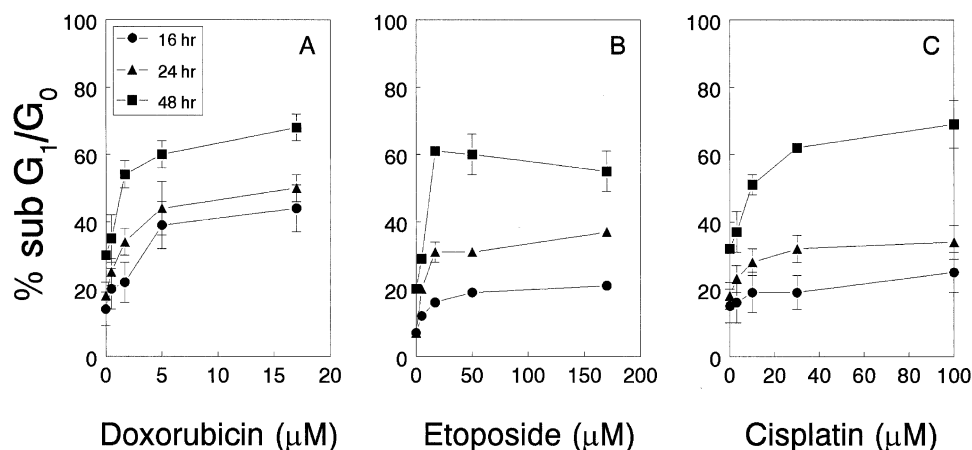 % sub G1/G0
100
80
60
40
20
0
16 hr
24 hr
48 hr
A
0 5 10 15 20
Doxorubicin (μM)
100
80
60
40
20
0
B
0 50 100 150 200
Etoposide (μM)
100
80
60
40
20
0
C
0 20 40 60 80 100
Cisplatin (μM)